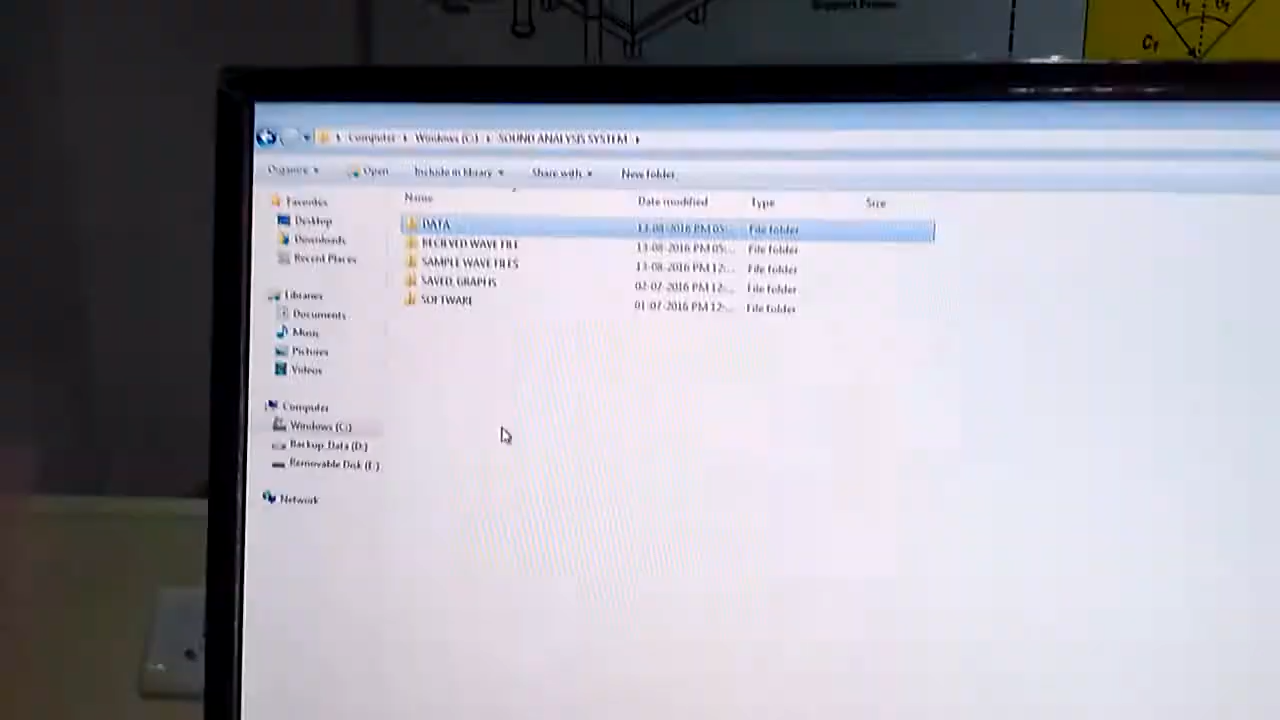 Support Frame
Computer Windows (C:) SOUND ANALYSIS SYSTEM
Organize Open Include in library Share with New folder
Name Date modified Type Size
Favorites
Desktop
Downloads
Recent Places
Libraries
Documents
Music
Pictures
Videos
Computer
Windows (C:)
Backup Data (D:)
Removable Disk (E:)
Network
DATA 13-08-2016 PM 05:... File folder
RECIEVED WAVE FILE 13-08-2016 PM 05:... File folder
SAMPLE WAVE FILES 13-08-2016 PM 12:... File folder
SAVED GRAPHS 02-07-2016 PM 12:... File folder
SOFTWARE 01-07-2016 PM 12:... File folder